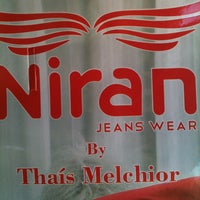 Niran
JEANS WEAR
By
Thaís Melchior